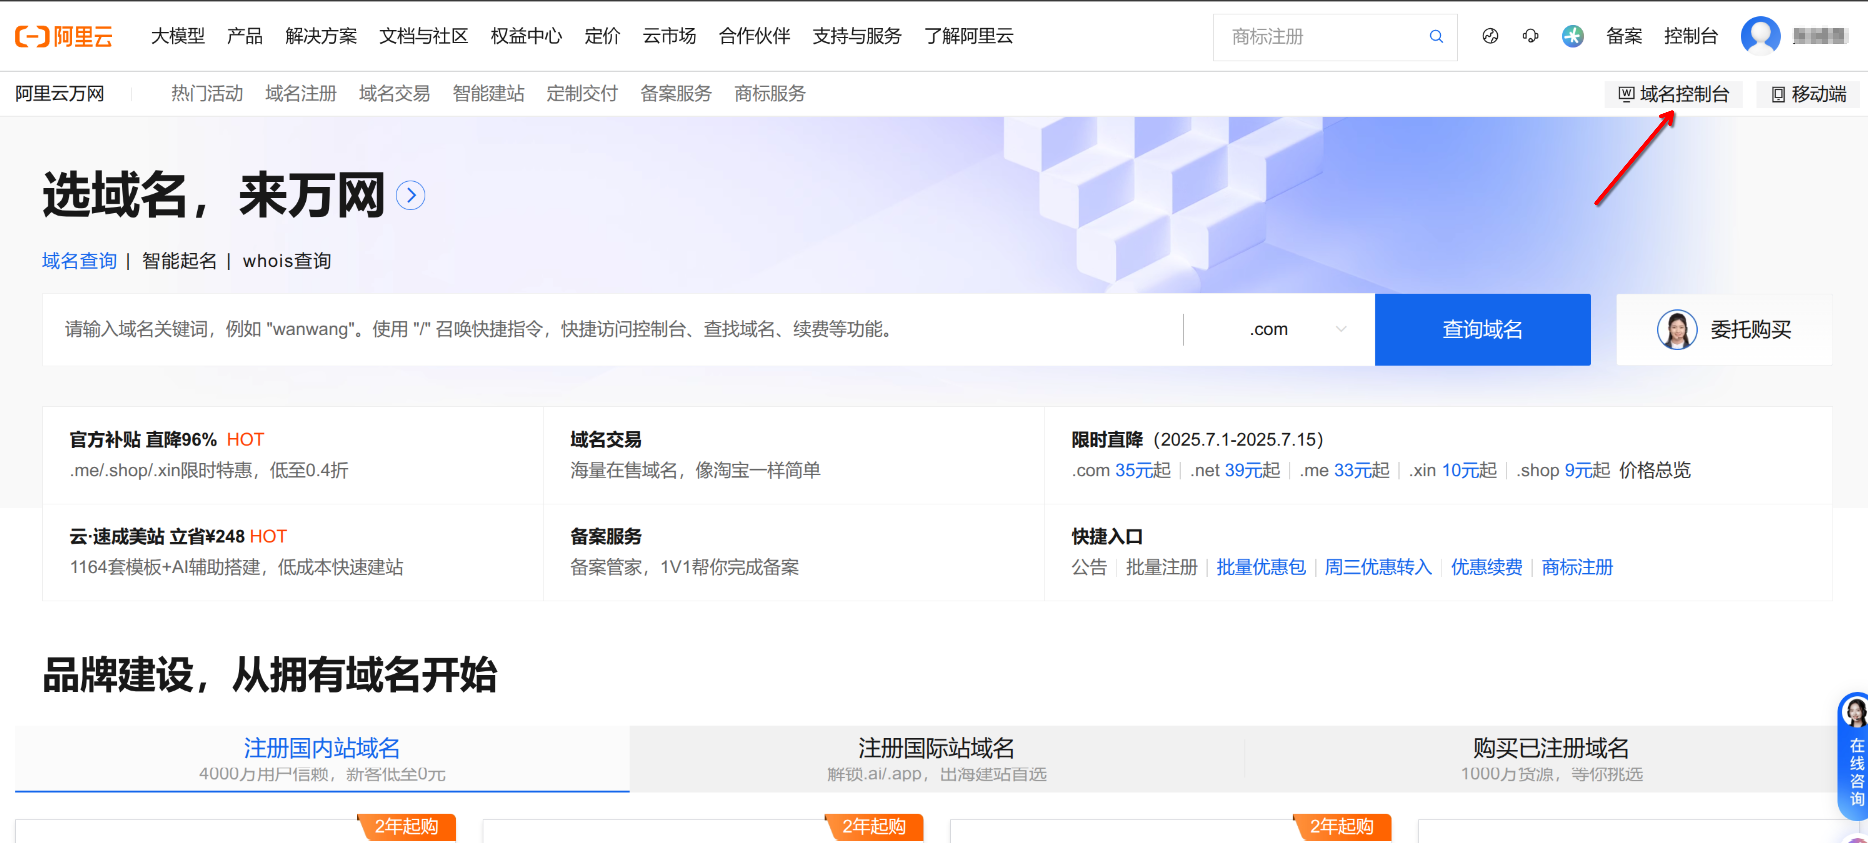 阿里云 大模型 产品 解决方案 文档与社区 权益中心 定价 云市场 合作伙伴 支持与服务 了解阿里云 商标注册 备案 控制台
阿里云万网 热门活动 域名注册 域名交易 智能建站 定制交付 备案服务 商标服务 域名控制台 移动端
选域名，来万网
域名查询 | 智能起名 | whois查询
请输入域名关键词，例如 "wanwang"。使用 "/" 召唤快捷指令，快捷访问控制台、查找域名、续费等功能。 .com 查询域名 委托购买
官方补贴 直降96% HOT
.me/.shop/.xin限时特惠，低至0.4折
域名交易
海量在售域名，像淘宝一样简单
限时直降（2025.7.1-2025.7.15）
.com 35元起 | .net 39元起 | .me 33元起 | .xin 10元起 | .shop 9元起 价格总览
云·速成美站 立省¥248 HOT
1164套模板+AI辅助搭建，低成本快速建站
备案服务
备案管家，1V1帮你完成备案
快捷入口
公告 | 批量注册 | 批量优惠包 | 周三优惠转入 | 优惠续费 | 商标注册
品牌建设，从拥有域名开始
注册国内站域名
4000万用户信赖，新客低至0元
注册国际站域名
解锁.ai/.app，出海建站首选
购买已注册域名
1000万货源，等你挑选
在线咨询
2年起购 2年起购 2年起购